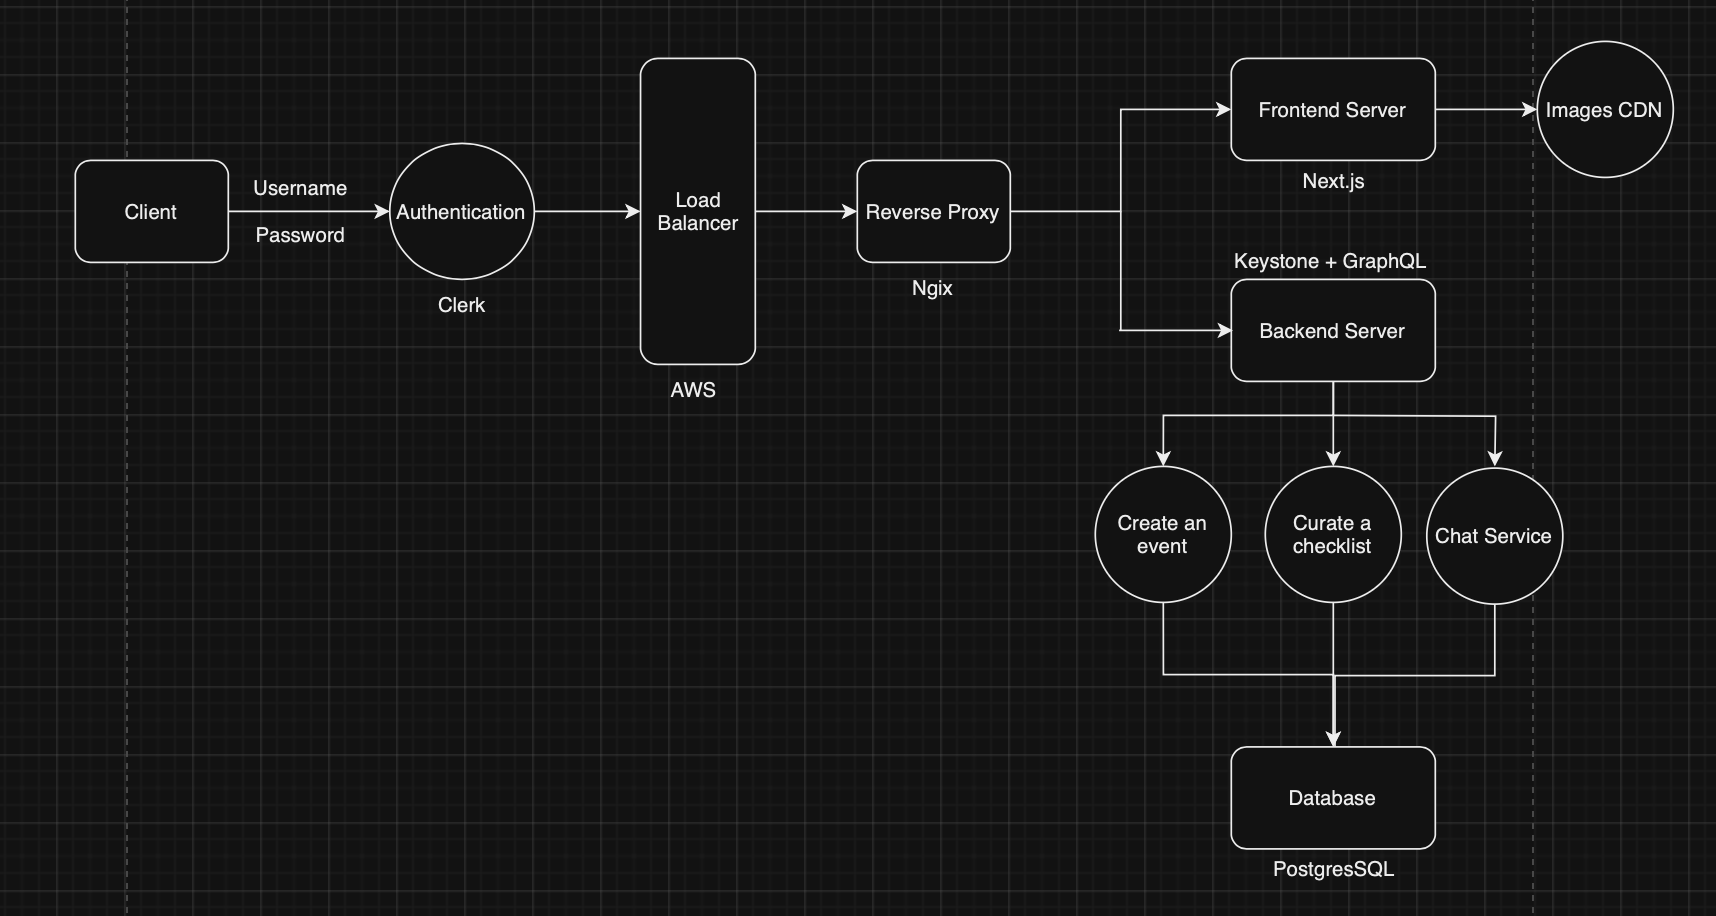 Client
Username
Password
Authentication
Clerk
Load
Balancer
AWS
Reverse Proxy
Ngix
Frontend Server
Next.js
Images CDN
Keystone + GraphQL
Backend Server
Create an
event
Curate a
checklist
Chat Service
Database
PostgresSQL